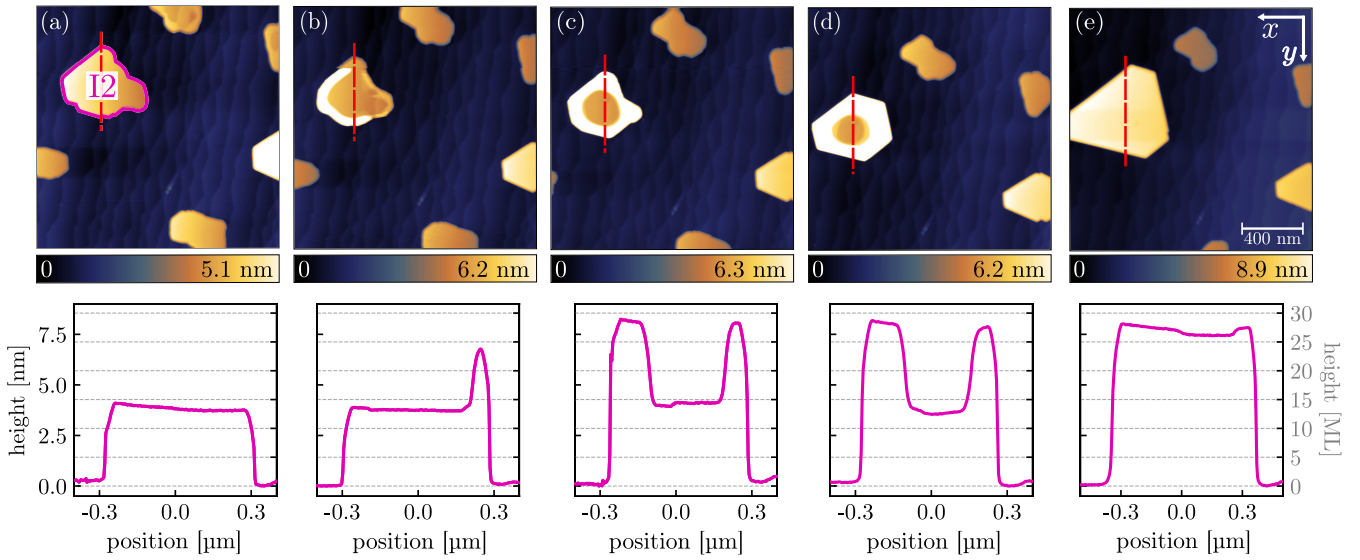 (a) (b) (c) (d) (e)
I2
x
y
400 nm
0 5.1 nm 0 6.2 nm 0 6.3 nm 0 6.2 nm 0 8.9 nm
height [nm]
7.5
5.0
2.5
0.0
30
25
20
15
10
5
0
height [ML]
-0.3 0.0 0.3 -0.3 0.0 0.3 -0.3 0.0 0.3 -0.3 0.0 0.3 -0.3 0.0 0.3
position [µm] position [µm] position [µm] position [µm] position [µm]